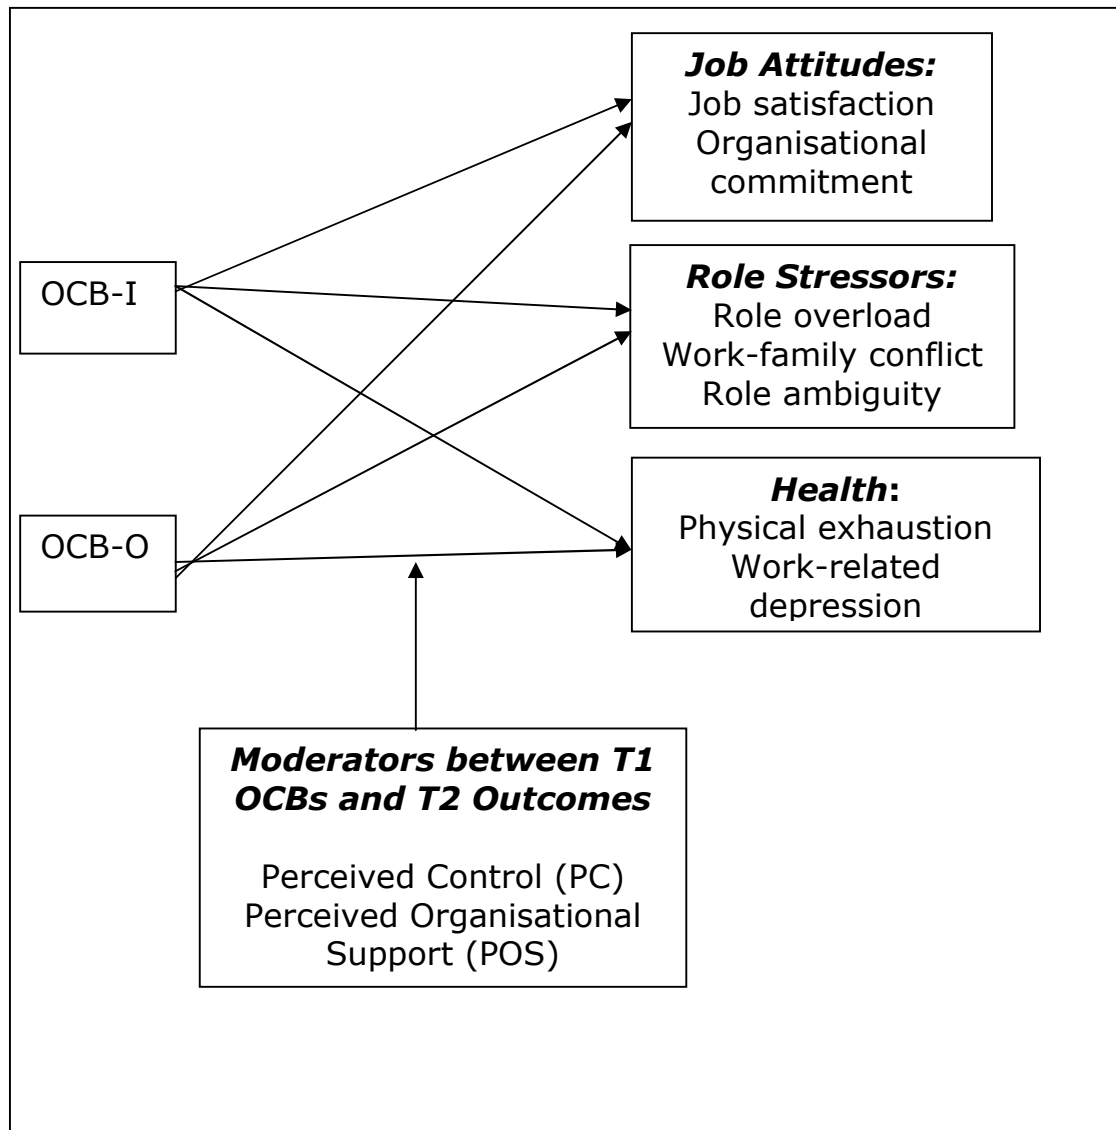 Job Attitudes:
Job satisfaction
Organisational
commitment
OCB-I
Role Stressors:
Role overload
Work-family conflict
Role ambiguity
OCB-O
Health:
Physical exhaustion
Work-related
depression
Moderators between T1
OCBs and T2 Outcomes
Perceived Control (PC)
Perceived Organisational
Support (POS)